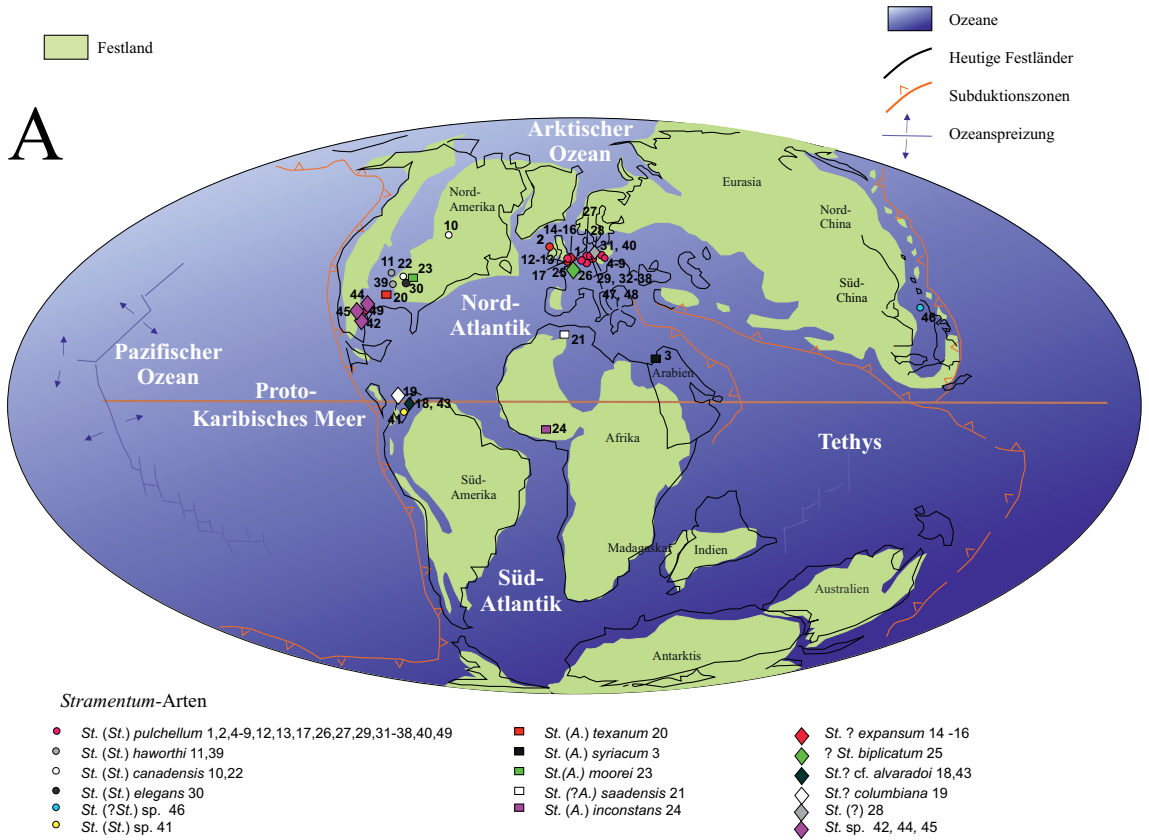 Festland
Ozeane
Heutige Festländer
Subduktionszonen
Ozeanspreizung
A
Arktischer
Ozean
Eurasia
Nord-
Amerika
Nord-
China
Süd-
China
10
27
14-16
28
2
1
31, 40
12-13
4-9
17
25
26
29, 32-38
47, 48
11
22
23
39
30
20
44
49
45
42
46
Nord-
Atlantik
21
3
Arabien
Pazifischer
Ozean
Proto-
Karibisches Meer
19
18, 43
41
24
Afrika
Tethys
Süd-
Amerika
Madagaskar
Indien
Süd-
Atlantik
Australien
Antarktis
Stramentum-Arten
St. (St.) pulchellum 1,2,4-9,12,13,17,26,27,29,31-38,40,49
St. (St.) haworthi 11,39
St. (St.) canadensis 10,22
St. (St.) elegans 30
St. (?St.) sp. 46
St. (St.) sp. 41
St. (A.) texanum 20
St. (A.) syriacum 3
St.(A.) moorei 23
St. (?A.) saadensis 21
St. (A.) inconstans 24
St. ? expansum 14 -16
? St. biplicatum 25
St.? cf. alvaradoi 18,43
St.? columbiana 19
St. (?) 28
St. sp. 42, 44, 45